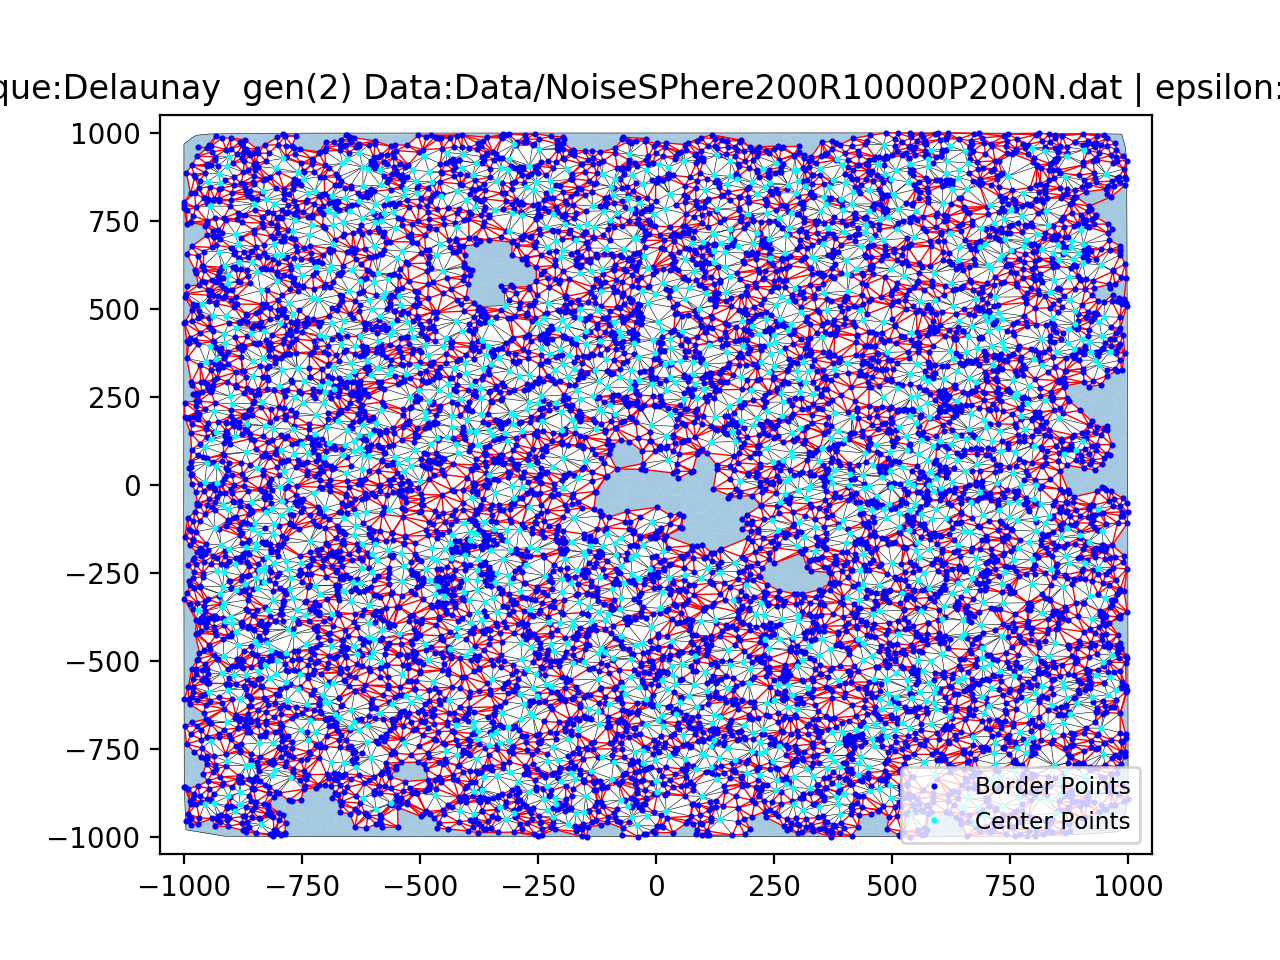 que:Delaunay  gen(2) Data:Data/NoiseSPhere200R10000P200N.dat | epsilon:
1000
750
500
250
0
−250
−500
−750
−1000
Border Points
Center Points
−1000 −750 −500 −250 0 250 500 750 1000